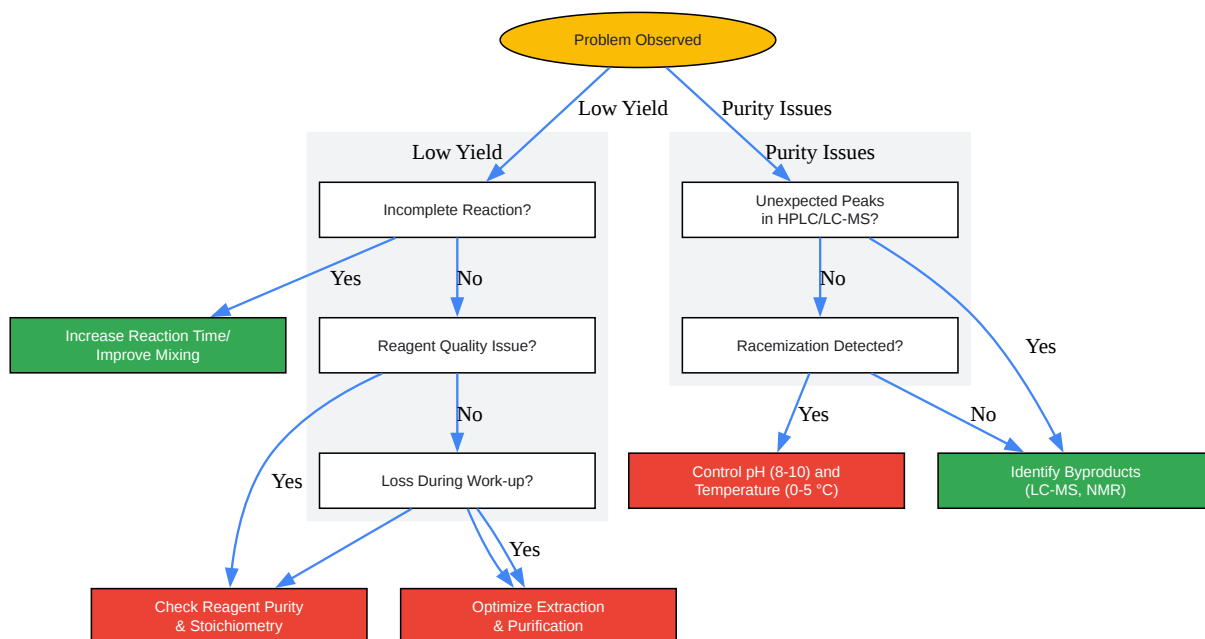 Problem Observed
Low Yield
Purity Issues
Low Yield
Purity Issues
Incomplete Reaction?
Unexpected Peaks
in HPLC/LC-MS?
Yes
No
No
Increase Reaction Time/
Improve Mixing
Reagent Quality Issue?
Racemization Detected?
Yes
No
Yes
No
Yes
Loss During Work-up?
Control pH (8-10) and
Temperature (0-5 °C)
Identify Byproducts
(LC-MS, NMR)
Yes
Check Reagent Purity
& Stoichiometry
Optimize Extraction
& Purification